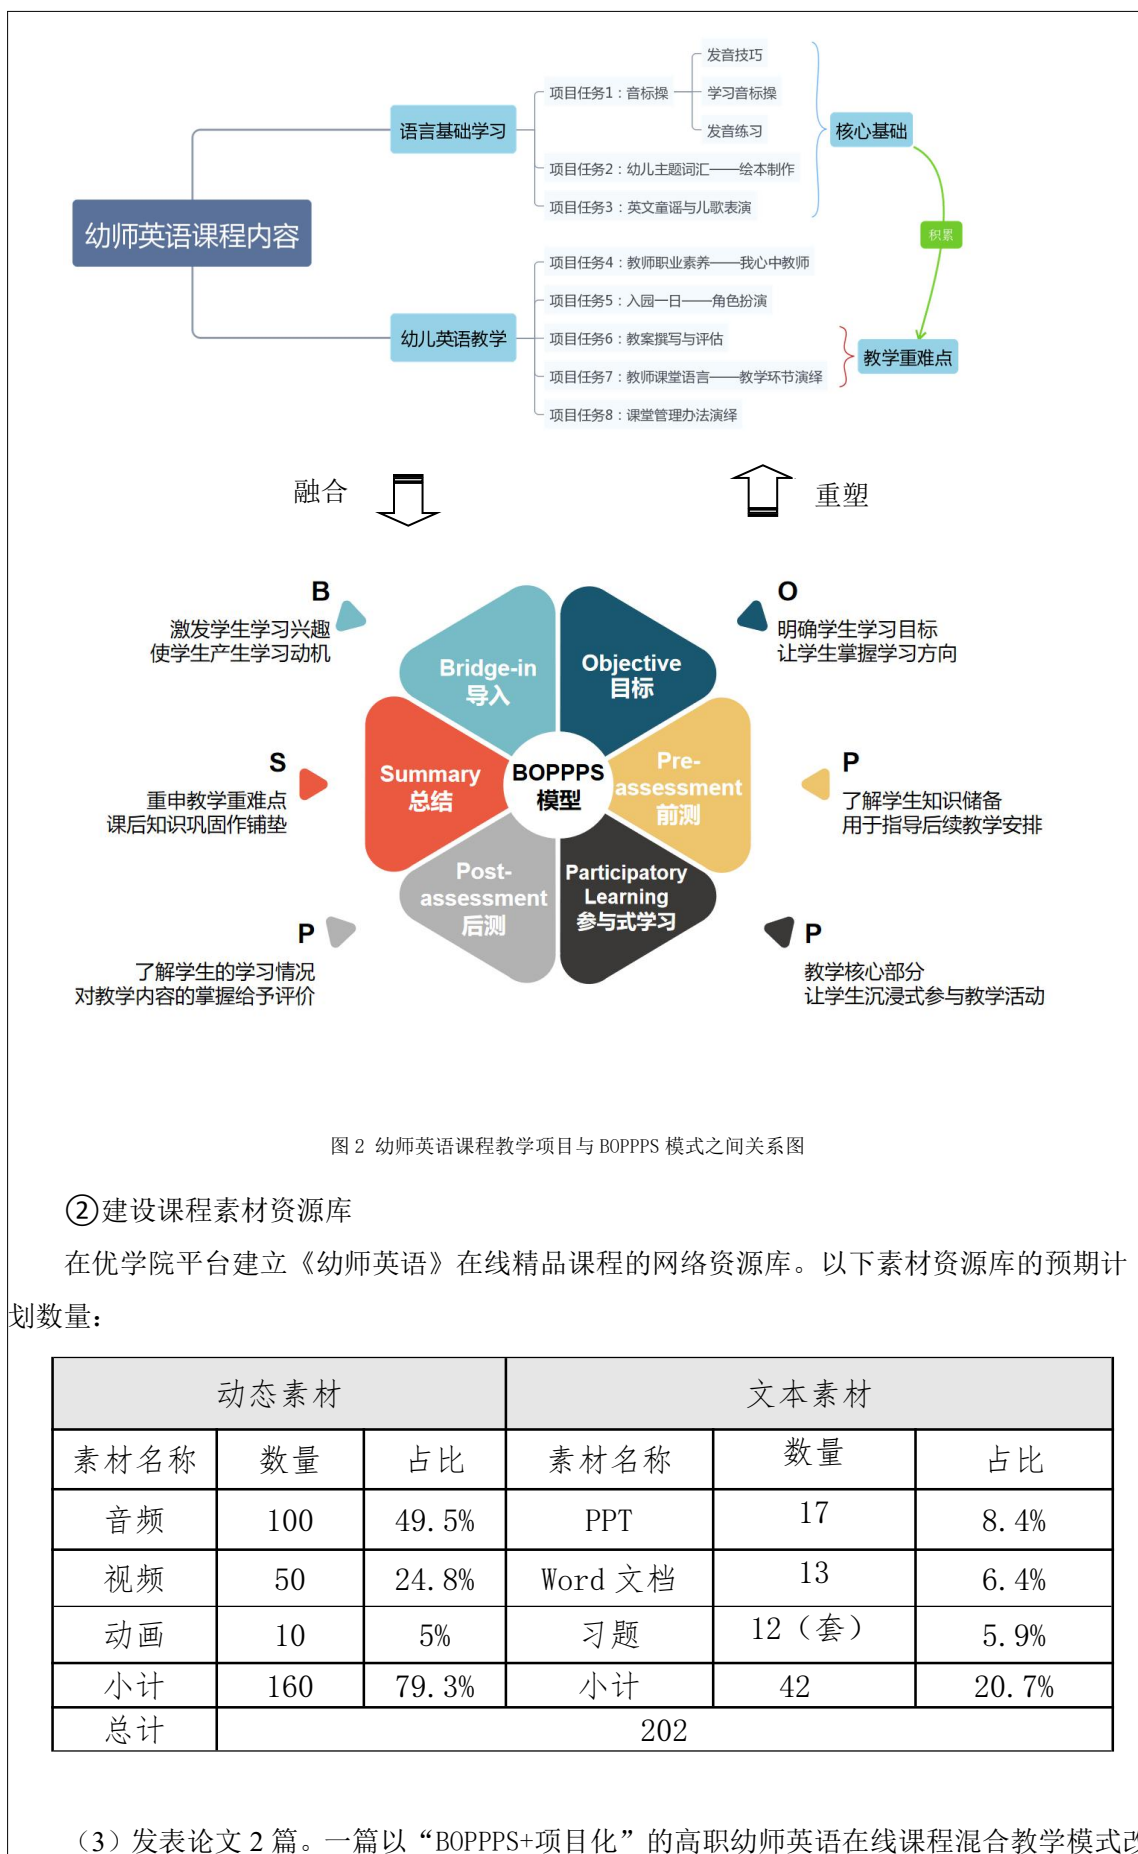 发音技巧
项目任务1：音标操
学习音标操
发音练习
语言基础学习
核心基础
项目任务2：幼儿主题词汇——绘本制作
项目任务3：英文童谣与儿歌表演
幼师英语课程内容
积累
项目任务4：教师职业素养——我心中教师
项目任务5：入园一日——角色扮演
幼儿英语教学
项目任务6：教案撰写与评估
教学重难点
项目任务7：教师课堂语言——教学环节演绎
项目任务8：课堂管理办法演绎
融合
重塑
B
激发学生学习兴趣
使学生产生学习动机
O
明确学生学习目标
让学生掌握学习方向
Bridge-in
导入
Objective
目标
S
重申教学重难点
课后知识巩固作铺垫
Summary
总结
BOPPPS
模型
Pre-
assessment
前测
P
了解学生知识储备
用于指导后续教学安排
Post-
assessment
后测
Participatory
Learning
参与式学习
P
了解学生的学习情况
对教学内容的掌握给予评价
P
教学核心部分
让学生沉浸式参与教学活动
图 2 幼师英语课程教学项目与 BOPPPS 模式之间关系图
②建设课程素材资源库
在优学院平台建立《幼师英语》在线精品课程的网络资源库。以下素材资源库的预期计
划数量：
动态素材 文本素材
素材名称 数量 占比 素材名称 数量 占比
音频 100 49.5% PPT 17 8.4%
视频 50 24.8% Word 文档 13 6.4%
动画 10 5% 习题 12（套） 5.9%
小计 160 79.3% 小计 42 20.7%
总计 202
（3）发表论文 2 篇。一篇以“BOPPPS+项目化”的高职幼师英语在线课程混合教学模式改